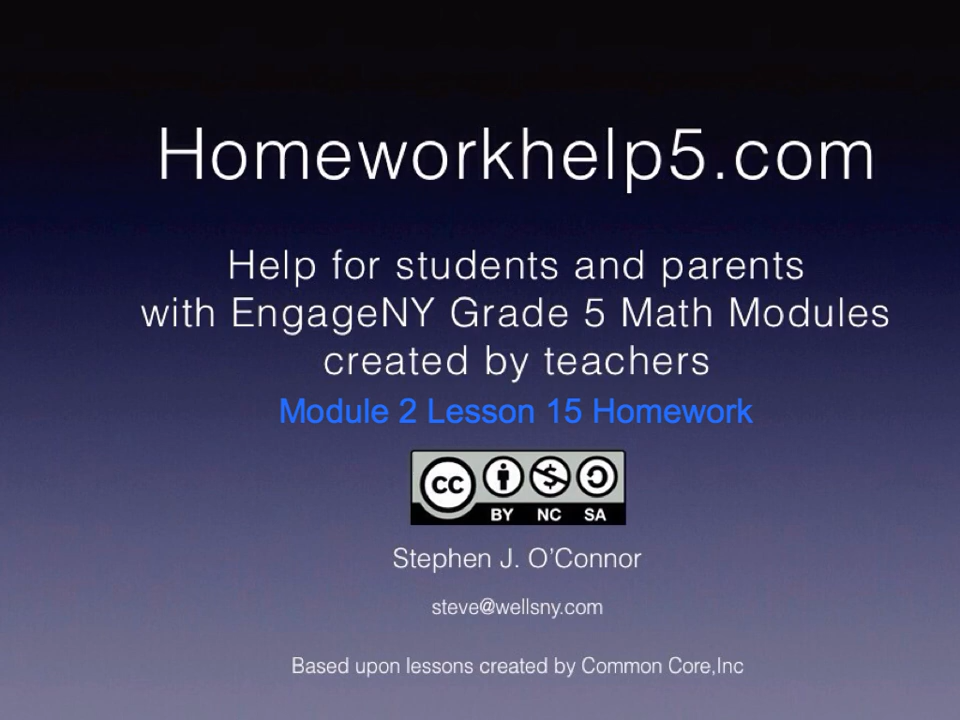 Homeworkhelp5.com
Help for students and parents
with EngageNY Grade 5 Math Modules
created by teachers
Module 2 Lesson 15 Homework
cc
BY NC SA
Stephen J. O’Connor
steve@wellsny.com
Based upon lessons created by Common Core,Inc